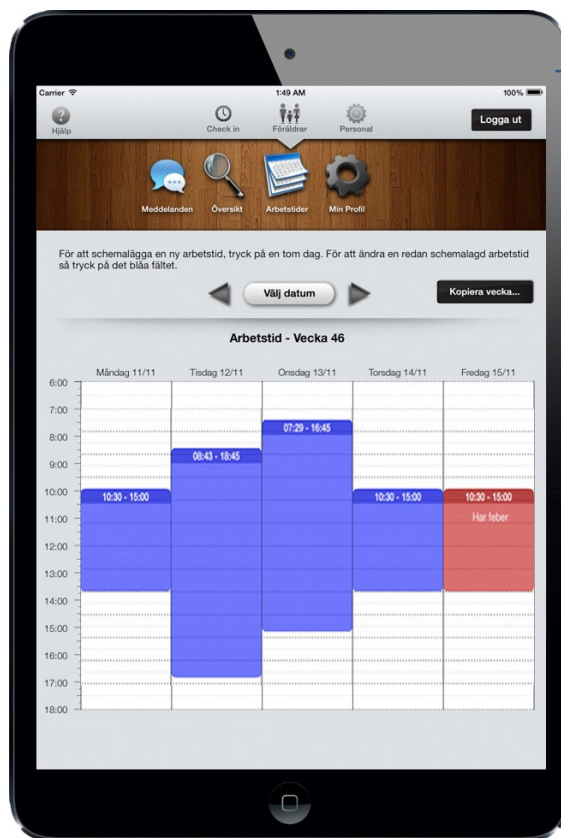 Carrier
1:49 AM
100%
Hjälp
Check in
Föräldrar
Personal
Logga ut
Meddelanden
Översikt
Arbetstider
Min Profil
För att schemalägga en ny arbetstid, tryck på en tom dag. För att ändra en redan schemalagd arbetstid
så tryck på det blåa fältet.
Välj datum
Kopiera vecka...
Arbetstid - Vecka 46
Måndag 11/11
Tisdag 12/11
Onsdag 13/11
Torsdag 14/11
Fredag 15/11
6:00
7:00
07:29 - 16:45
8:00
08:43 - 18:45
9:00
10:00
10:30 - 15:00
10:30 - 15:00
10:30 - 15:00
11:00
Har feber
12:00
13:00
14:00
15:00
16:00
17:00
18:00